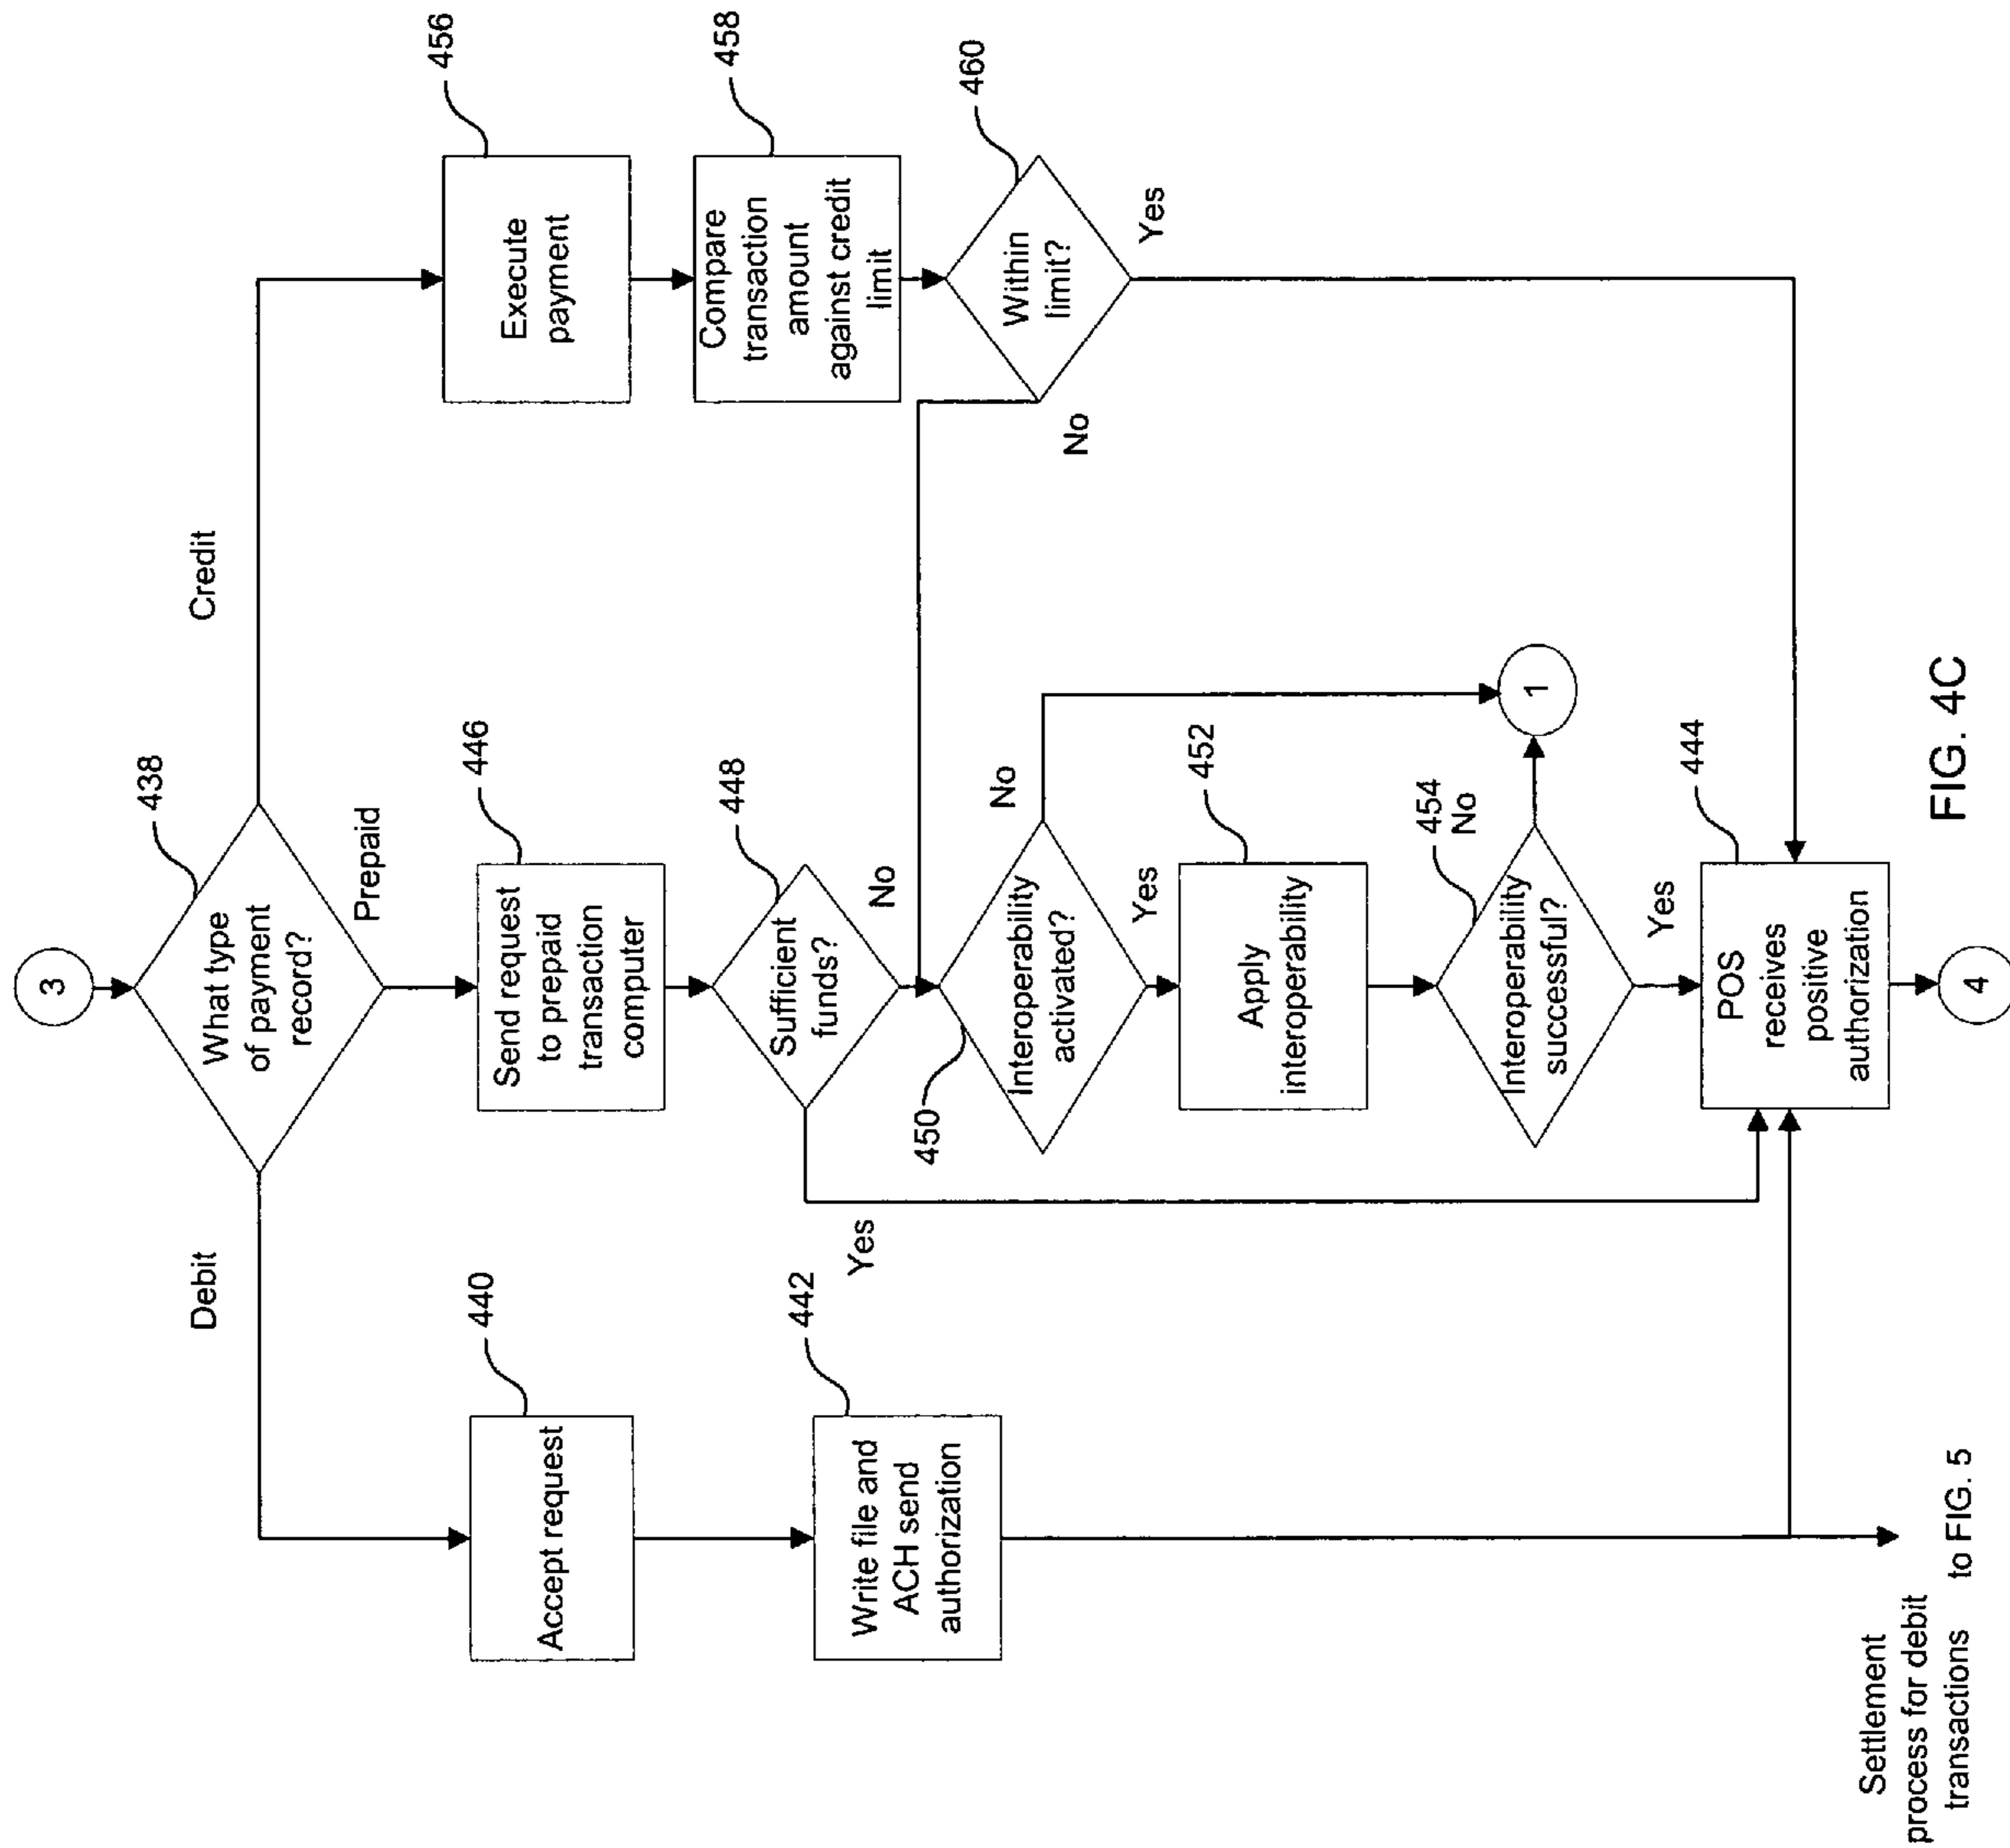 3
438
What type
of payment
record?
Debit
Prepaid
Credit
440
Accept request
446
Send request
to prepaid
transaction
computer
456
Execute
payment
442
Write file and
ACH send
authorization
448
Sufficient
funds?
Yes
No
458
Compare
transaction
amount
against credit
limit
450
Interoperability
activated?
No
Yes
460
Within
limit?
No
Yes
452
Apply
interoperability
454
No
Interoperability
successful?
Yes
1
444
POS
receives
positive
authorization
4
Settlement
process for debit
transactions
to FIG. 5
FIG. 4C